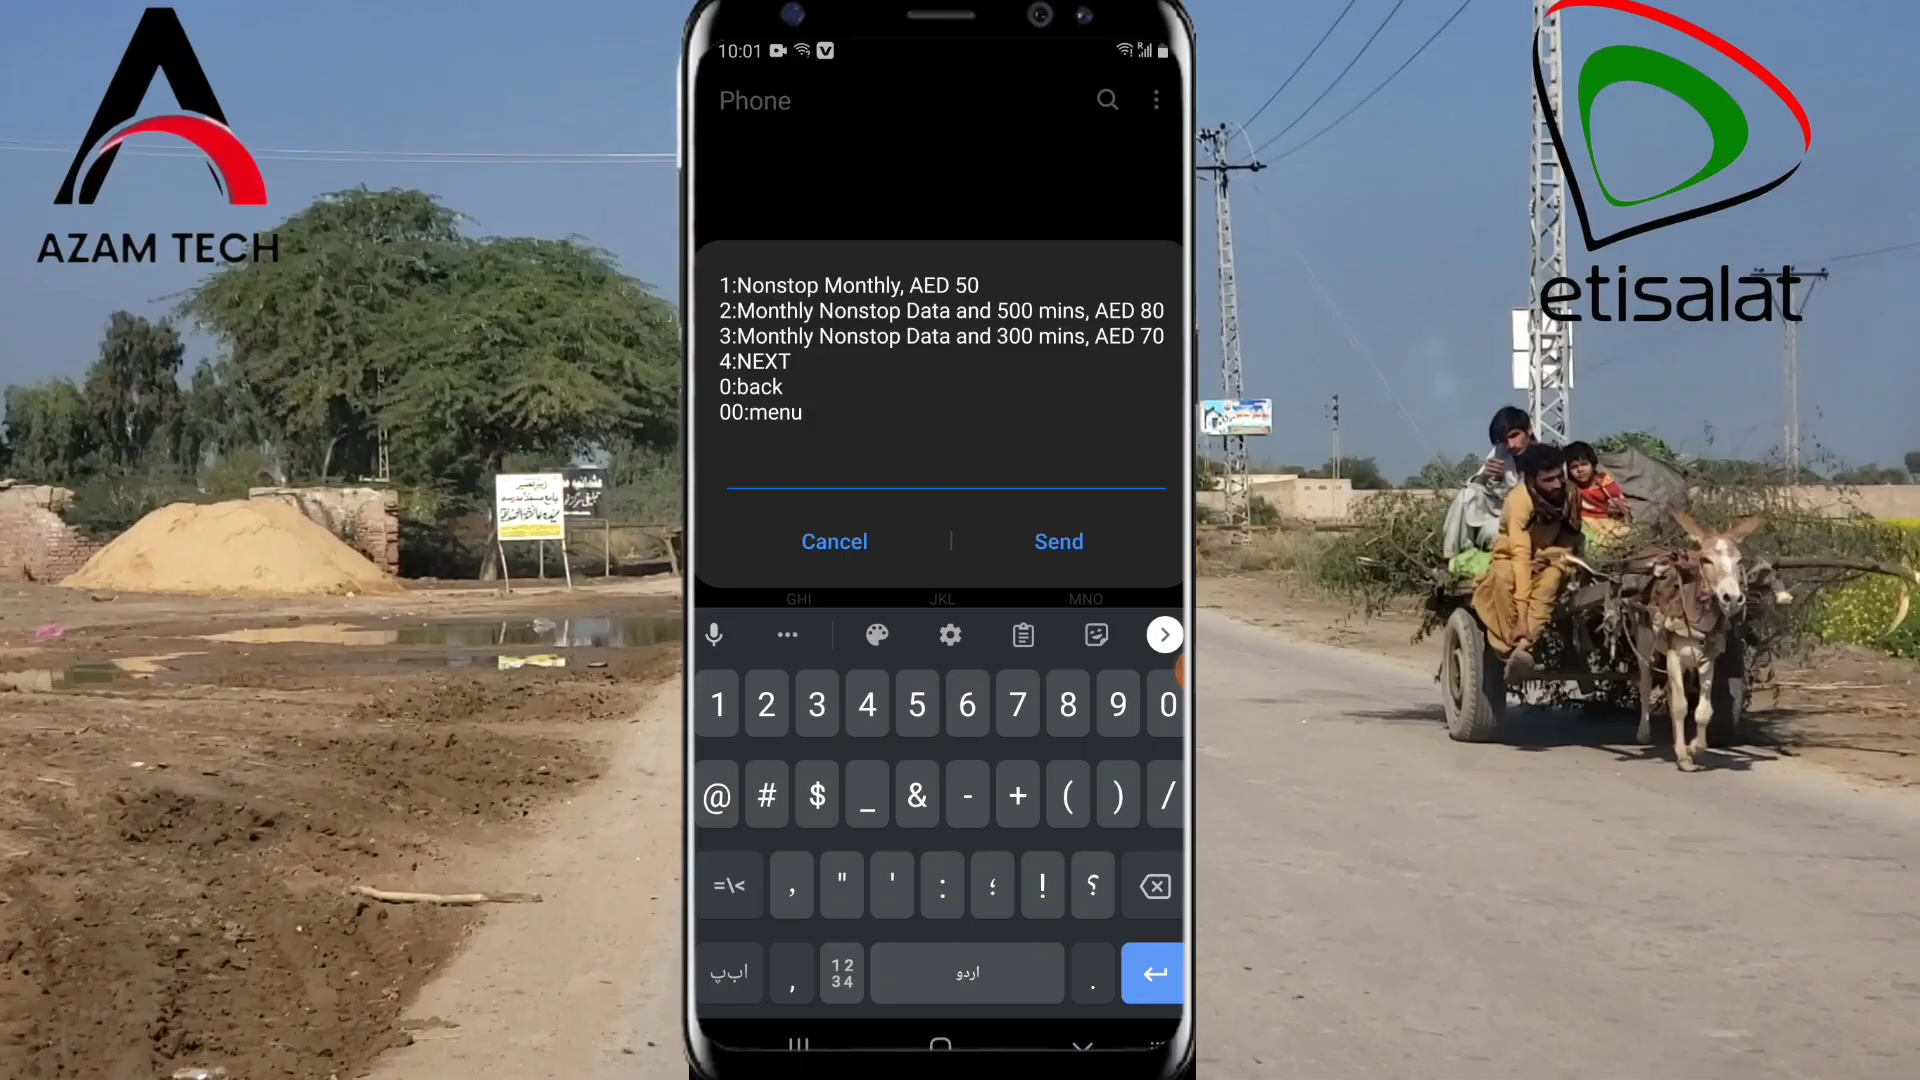 AZAM TECH
10:01
Phone
1:Nonstop Monthly, AED 50
2:Monthly Nonstop Data and 500 mins, AED 80
3:Monthly Nonstop Data and 300 mins, AED 70
4:NEXT
0:back
00:menu
Cancel
Send
GHI
JKL
MNO
1 2 3 4 5 6 7 8 9 0
@ # $ _ & - + ( ) /
=\< , " ' : ؛ ! ؟
اب‌پ , 12 اردو .
34
etisalat